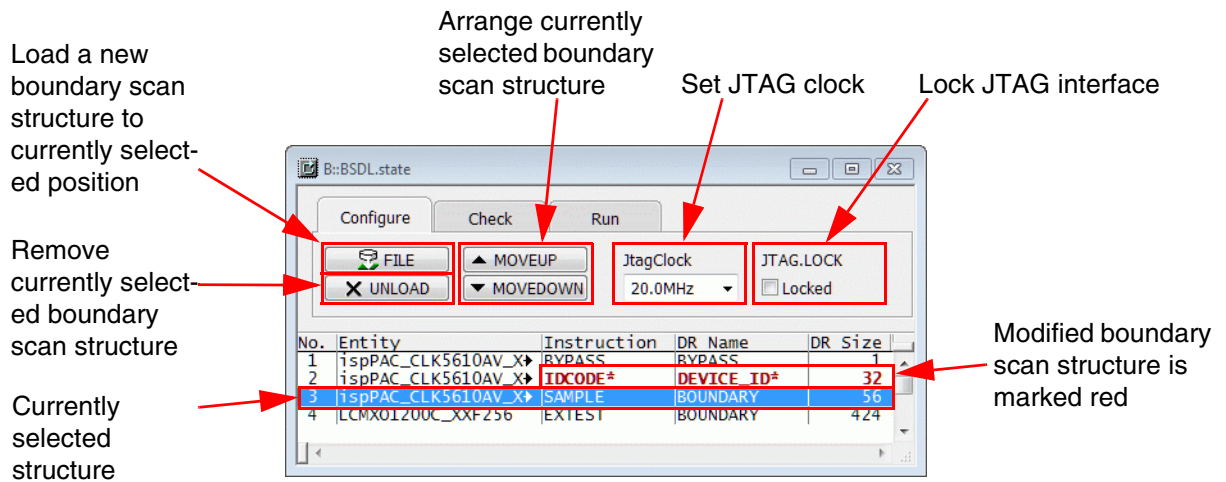 Load a new
boundary scan
structure to
currently select-
ed position
Arrange currently
selected boundary
scan structure
Set JTAG clock
Lock JTAG interface
B::BSDL.state
Configure Check Run
FILE MOVEUP JtagClock JTAG.LOCK
UNLOAD MOVEDOWN 20.0MHz Locked
Remove
currently select-
ed boundary
scan structure
No. Entity Instruction DR Name DR Size
1 ispPAC_CLK5610AV_X BYPASS BYPASS 1
2 ispPAC_CLK5610AV_X IDCODE* DEVICE_ID* 32
3 ispPAC_CLK5610AV_X SAMPLE BOUNDARY 56
4 LCMXO1200C_XXF256 EXTEST BOUNDARY 424
Modified boundary
scan structure is
marked red
Currently
selected
structure